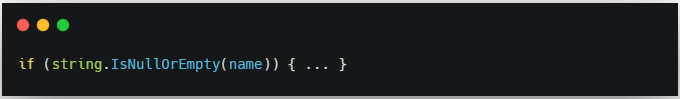 if (string.IsNullOrEmpty(name)) { ... }